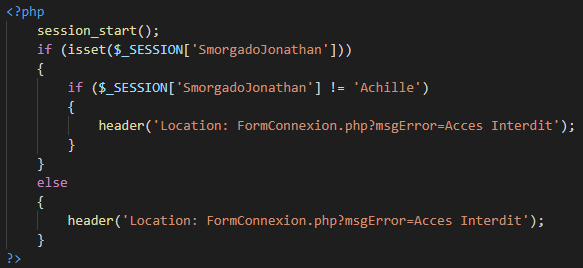 <?php
    session_start();
    if (isset($_SESSION['SmorgadoJonathan']))
    {
        if ($_SESSION['SmorgadoJonathan'] != 'Achille')
        {
            header('Location: FormConnexion.php?msgError=Acces Interdit');
        }
    }
    else
    {
        header('Location: FormConnexion.php?msgError=Acces Interdit');
    }
?>